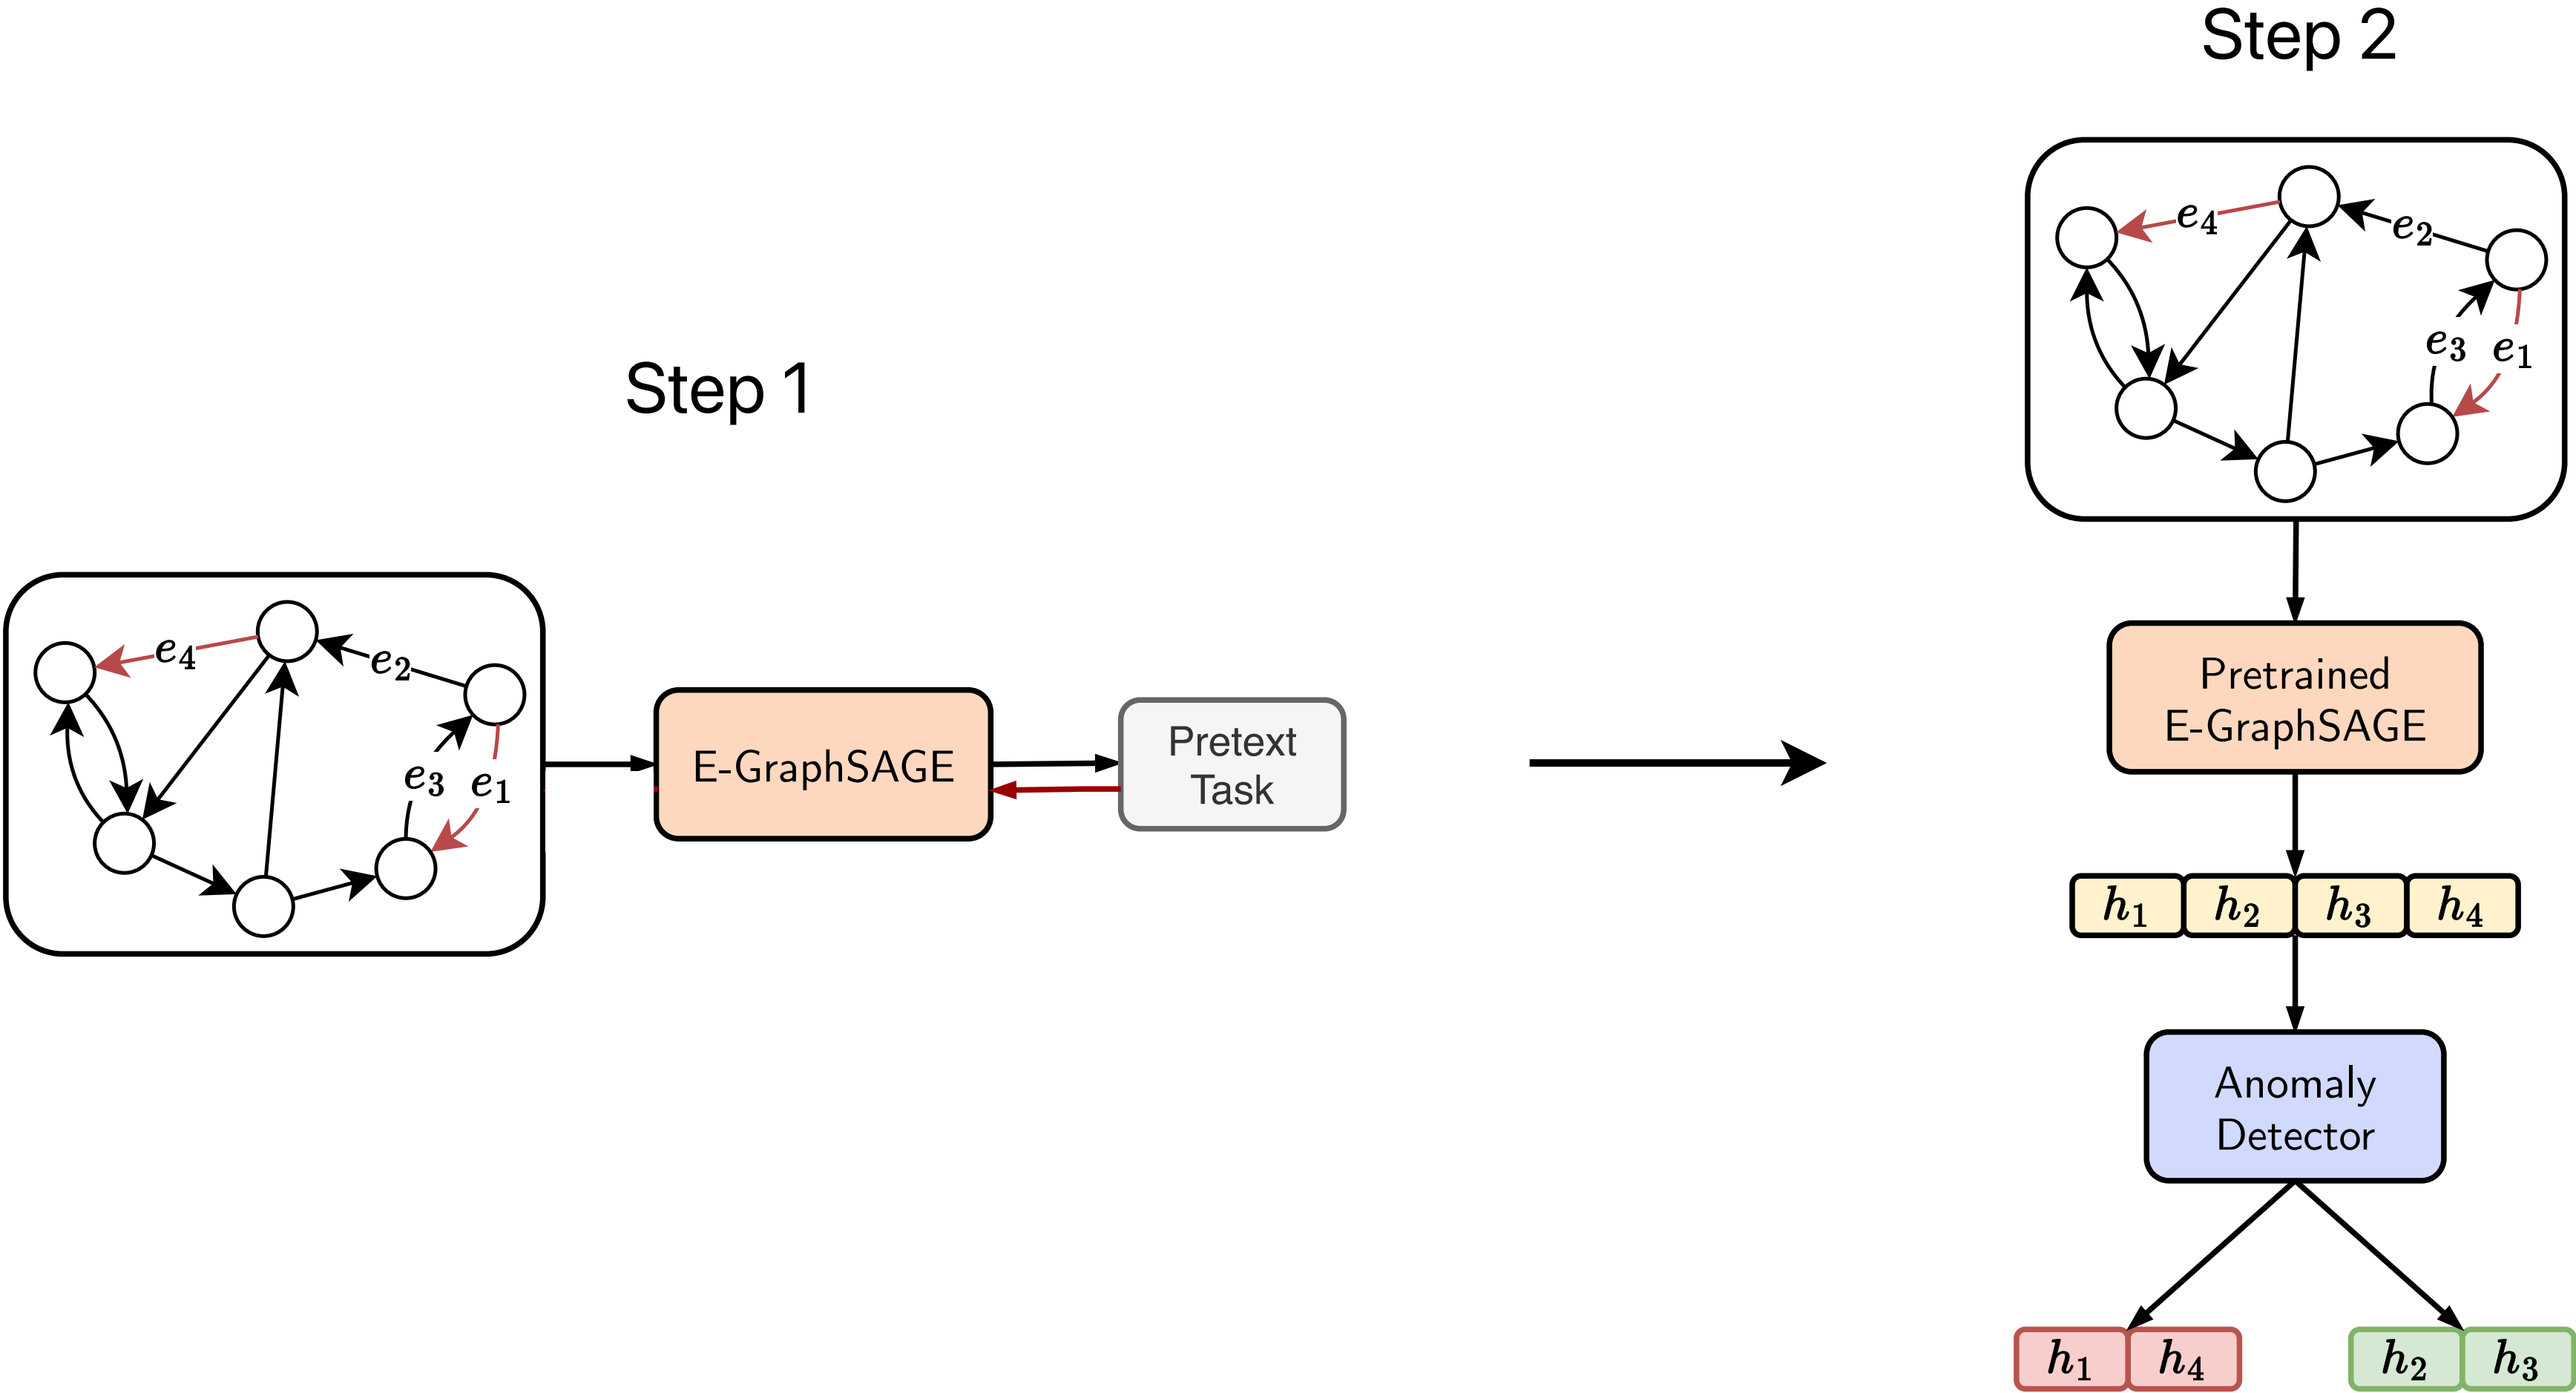 Step 1
e4
e2
e3
e1
E-GraphSAGE
Pretext
Task
Step 2
e4
e2
e3
e1
Pretrained
E-GraphSAGE
h1 h2 h3 h4
Anomaly
Detector
h1 h4
h2 h3